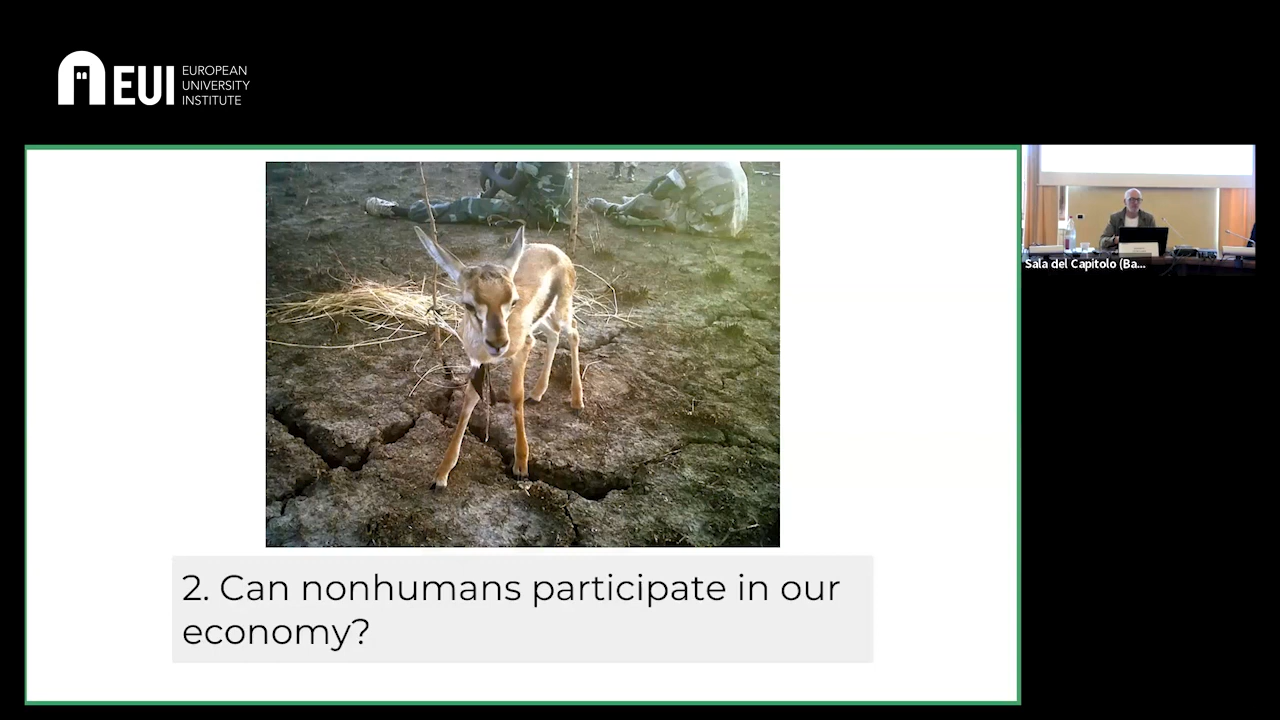 EUI
EUROPEAN
UNIVERSITY
INSTITUTE
2. Can nonhumans participate in our
economy?
Sala del Capitolo (Ba...